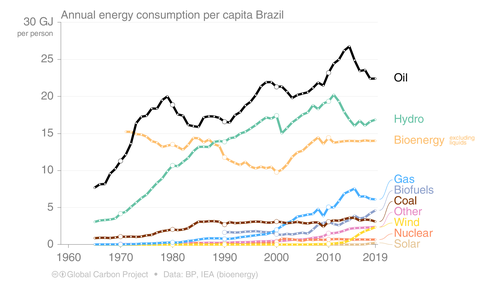 Annual energy consumption per capita Brazil
30 GJ
per person
25
20
15
10
5
0
Oil
Hydro
Bioenergy excluding liquids
Gas
Biofuels
Coal
Other
Wind
Nuclear
Solar
1960 1970 1980 1990 2000 2010 2019
Global Carbon Project • Data: BP, IEA (bioenergy)